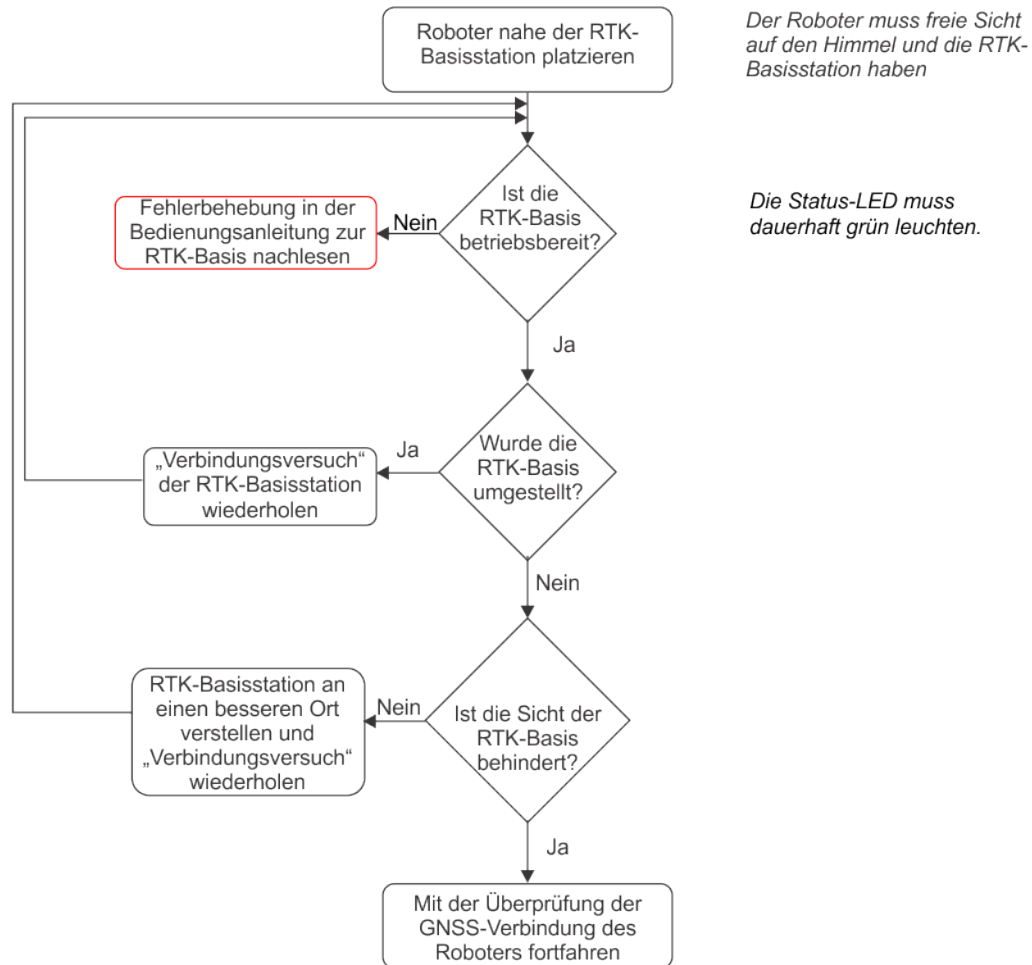 Roboter nahe der RTK-
Basisstation platzieren
Der Roboter muss freie Sicht
auf den Himmel und die RTK-
Basisstation haben
Ist die
RTK-Basis
betriebsbereit?
Nein
Fehlerbehebung in der
Bedienungsanleitung zur
RTK-Basis nachlesen
Die Status-LED muss
dauerhaft grün leuchten.
Ja
Wurde die
RTK-Basis
umgestellt?
Ja
„Verbindungsversuch“
der RTK-Basisstation
wiederholen
Nein
Ist die Sicht der
RTK-Basis
behindert?
Nein
RTK-Basisstation an
einen besseren Ort
verstellen und
„Verbindungsversuch“
wiederholen
Ja
Mit der Überprüfung der
GNSS-Verbindung des
Roboters fortfahren